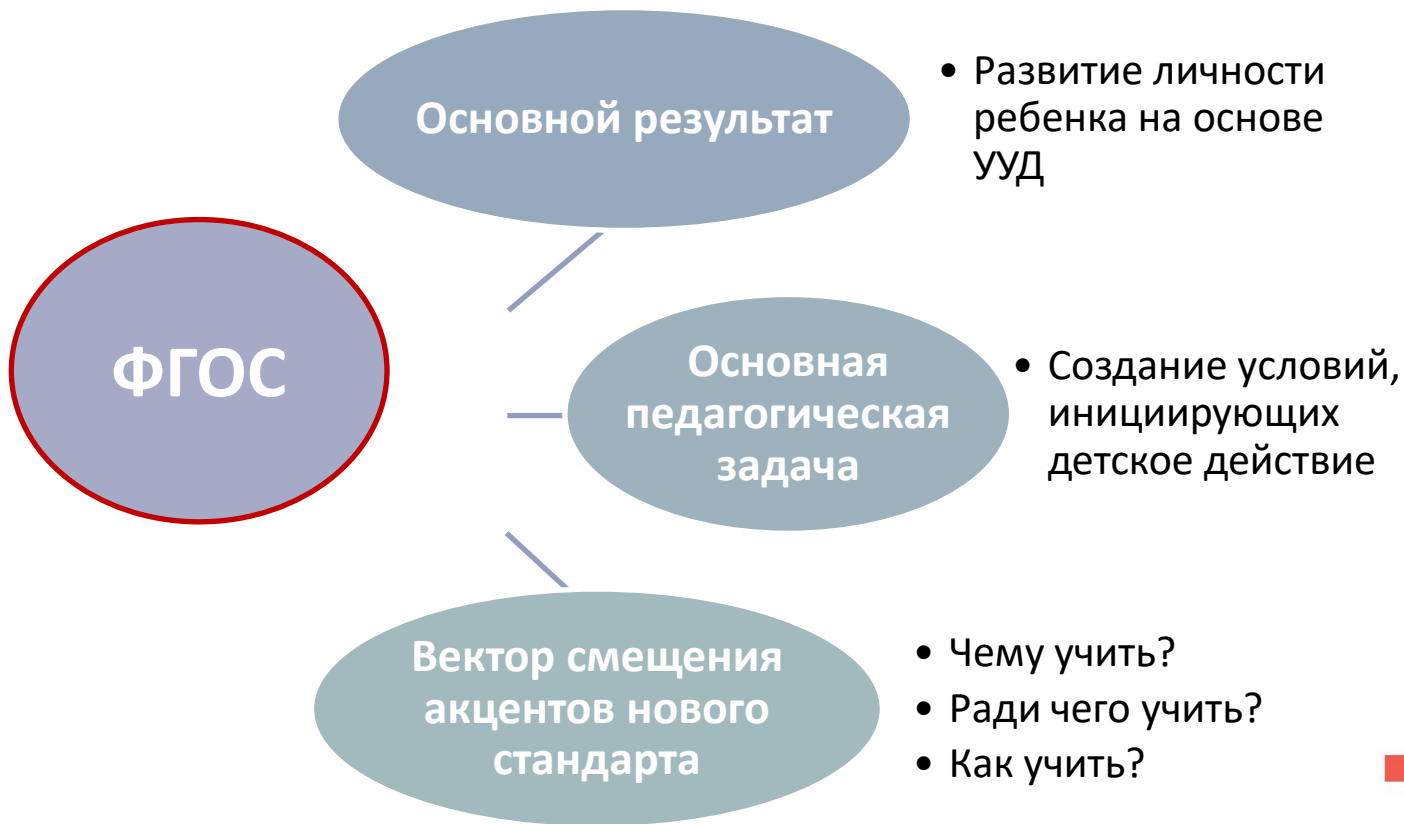 ФГОС
Основной результат
• Развитие личности
ребенка на основе
УУД
Основная
педагогическая
задача
• Создание условий,
инициирующих
детское действие
Вектор смещения
акцентов нового
стандарта
• Чему учить?
• Ради чего учить?
• Как учить?